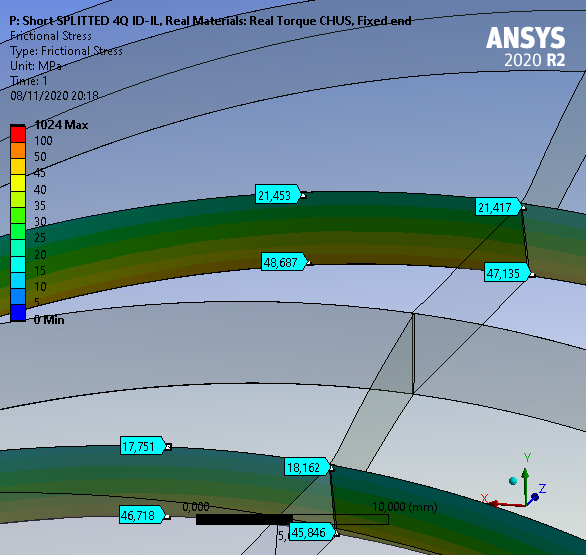 P: Short SPLITTED 4Q ID-IL, Real Materials: Real Torque CHUS, Fixed end
Frictional Stress
Type: Frictional Stress
Unit: MPa
Time: 1
08/11/2020 20:18
ANSYS
2020 R2
1024 Max
100
50
45
40
35
30
25
20
15
10
5
0 Min
21,453
21,417
48,687
47,135
17,751
18,162
46,718
45,846
0,000
10,000 (mm)
5,
Y
Z
X